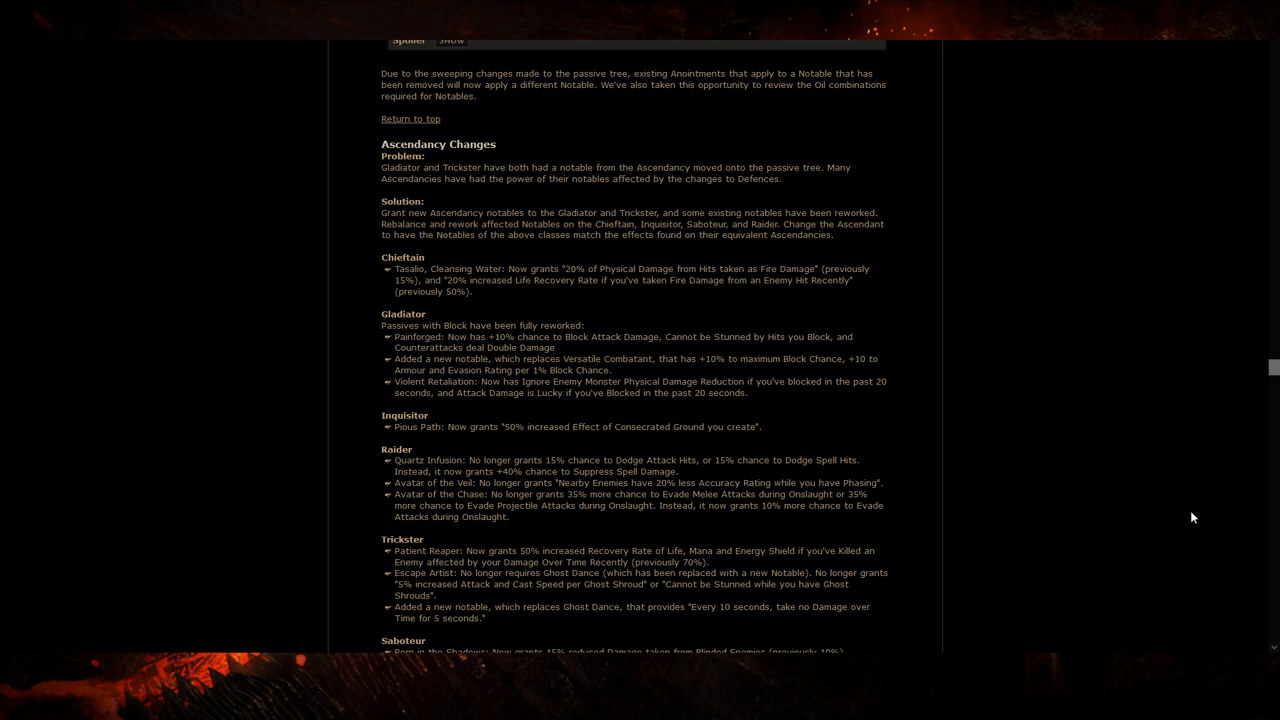 Spoiler SHOW
Due to the sweeping changes made to the passive tree, existing Anointments that apply to a Notable that has
been removed will now apply a different Notable. We've also taken this opportunity to review the Oil combinations
required for Notables.
Return to top
Ascendancy Changes
Problem:
Gladiator and Trickster have both had a notable from the Ascendancy moved onto the passive tree. Many
Ascendancies have had the power of their notables affected by the changes to Defences.
Solution:
Grant new Ascendancy notables to the Gladiator and Trickster, and some existing notables have been reworked.
Rebalance and rework affected Notables on the Chieftain, Inquisitor, Saboteur, and Raider. Change the Ascendant
to have the Notables of the above classes match the effects found on their equivalent Ascendancies.
Chieftain
Tasalio, Cleansing Water: Now grants "20% of Physical Damage from Hits taken as Fire Damage" (previously
15%), and "20% increased Life Recovery Rate if you've taken Fire Damage from an Enemy Hit Recently"
(previously 50%).
Gladiator
Passives with Block have been fully reworked:
Painforged: Now has +10% chance to Block Attack Damage, Cannot be Stunned by Hits you Block, and
Counterattacks deal Double Damage
Added a new notable, which replaces Versatile Combatant, that has +10% to maximum Block Chance, +10 to
Armour and Evasion Rating per 1% Block Chance.
Violent Retaliation: Now has Ignore Enemy Monster Physical Damage Reduction if you've blocked in the past 20
seconds, and Attack Damage is Lucky if you've Blocked in the past 20 seconds.
Inquisitor
Pious Path: Now grants "50% increased Effect of Consecrated Ground you create".
Raider
Quartz Infusion: No longer grants 15% chance to Dodge Attack Hits, or 15% chance to Dodge Spell Hits.
Instead, it now grants +40% chance to Suppress Spell Damage.
Avatar of the Veil: No longer grants "Nearby Enemies have 20% less Accuracy Rating while you have Phasing".
Avatar of the Chase: No longer grants 35% more chance to Evade Melee Attacks during Onslaught or 35%
more chance to Evade Projectile Attacks during Onslaught. Instead, it now grants 10% more chance to Evade
Attacks during Onslaught.
Trickster
Patient Reaper: Now grants 50% increased Recovery Rate of Life, Mana and Energy Shield if you've Killed an
Enemy affected by your Damage Over Time Recently (previously 70%).
Escape Artist: No longer requires Ghost Dance (which has been replaced with a new Notable). No longer grants
"5% increased Attack and Cast Speed per Ghost Shroud" or "Cannot be Stunned while you have Ghost
Shrouds".
Added a new notable, which replaces Ghost Dance, that provides "Every 10 seconds, take no Damage over
Time for 5 seconds."
Saboteur
Born in the Shadows: Now grants 15% reduced Damage taken from Blinded Enemies (previously 10%)